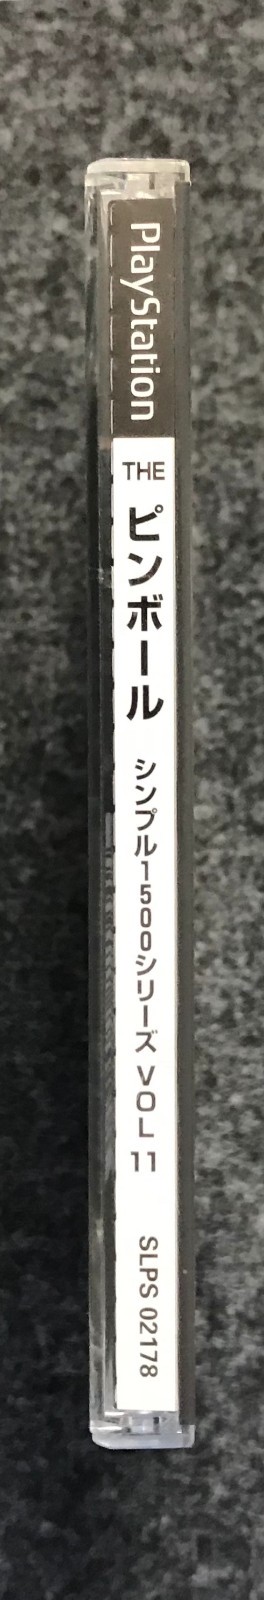 PlayStation
THE ピンボール
シンプル1500シリーズ VOL 11
SLPS 02178